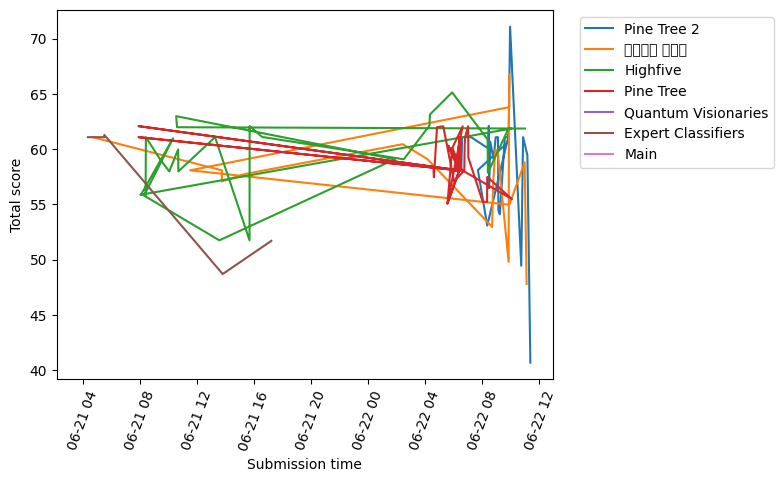 Total score
70
65
60
55
50
45
40
06-21 04
06-21 08
06-21 12
06-21 16
06-21 20
06-22 00
06-22 04
06-22 08
06-22 12
Submission time
Pine Tree 2
Highfive
Pine Tree
Quantum Visionaries
Expert Classifiers
Main